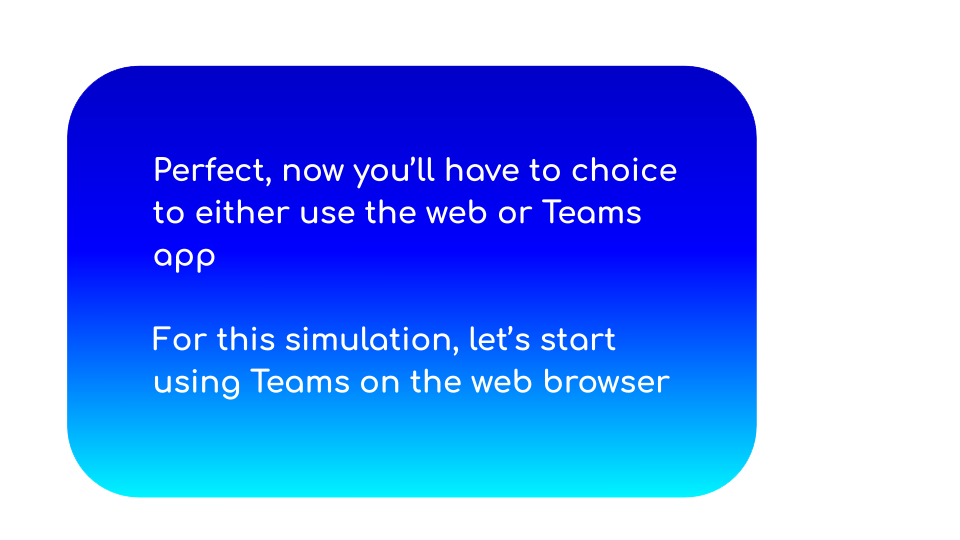 Perfect, now you’ll have to choice
to either use the web or Teams
app
For this simulation, let’s start
using Teams on the web browser